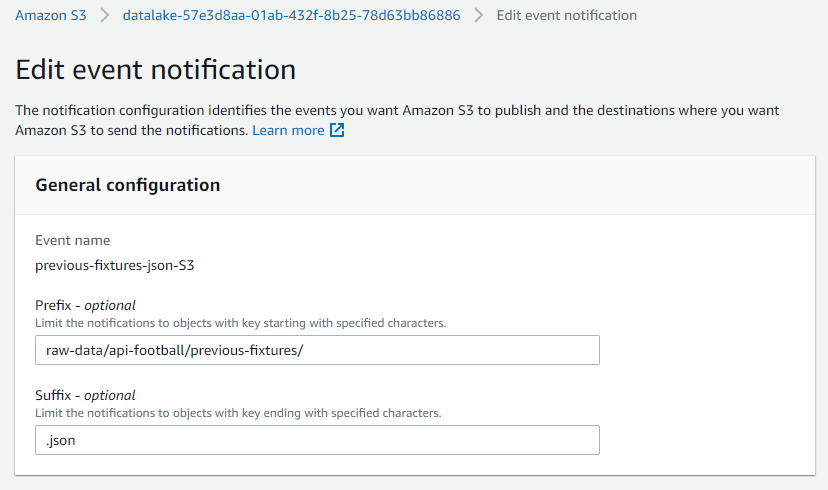 Amazon S3 > datalake-57e3d8aa-01ab-432f-8b25-78d63bb86886 > Edit event notification
Edit event notification
The notification configuration identifies the events you want Amazon S3 to publish and the destinations where you want
Amazon S3 to send the notifications. Learn more
General configuration
Event name
previous-fixtures-json-S3
Prefix - optional
Limit the notifications to objects with key starting with specified characters.
raw-data/api-football/previous-fixtures/
Suffix - optional
Limit the notifications to objects with key ending with specified characters.
.json